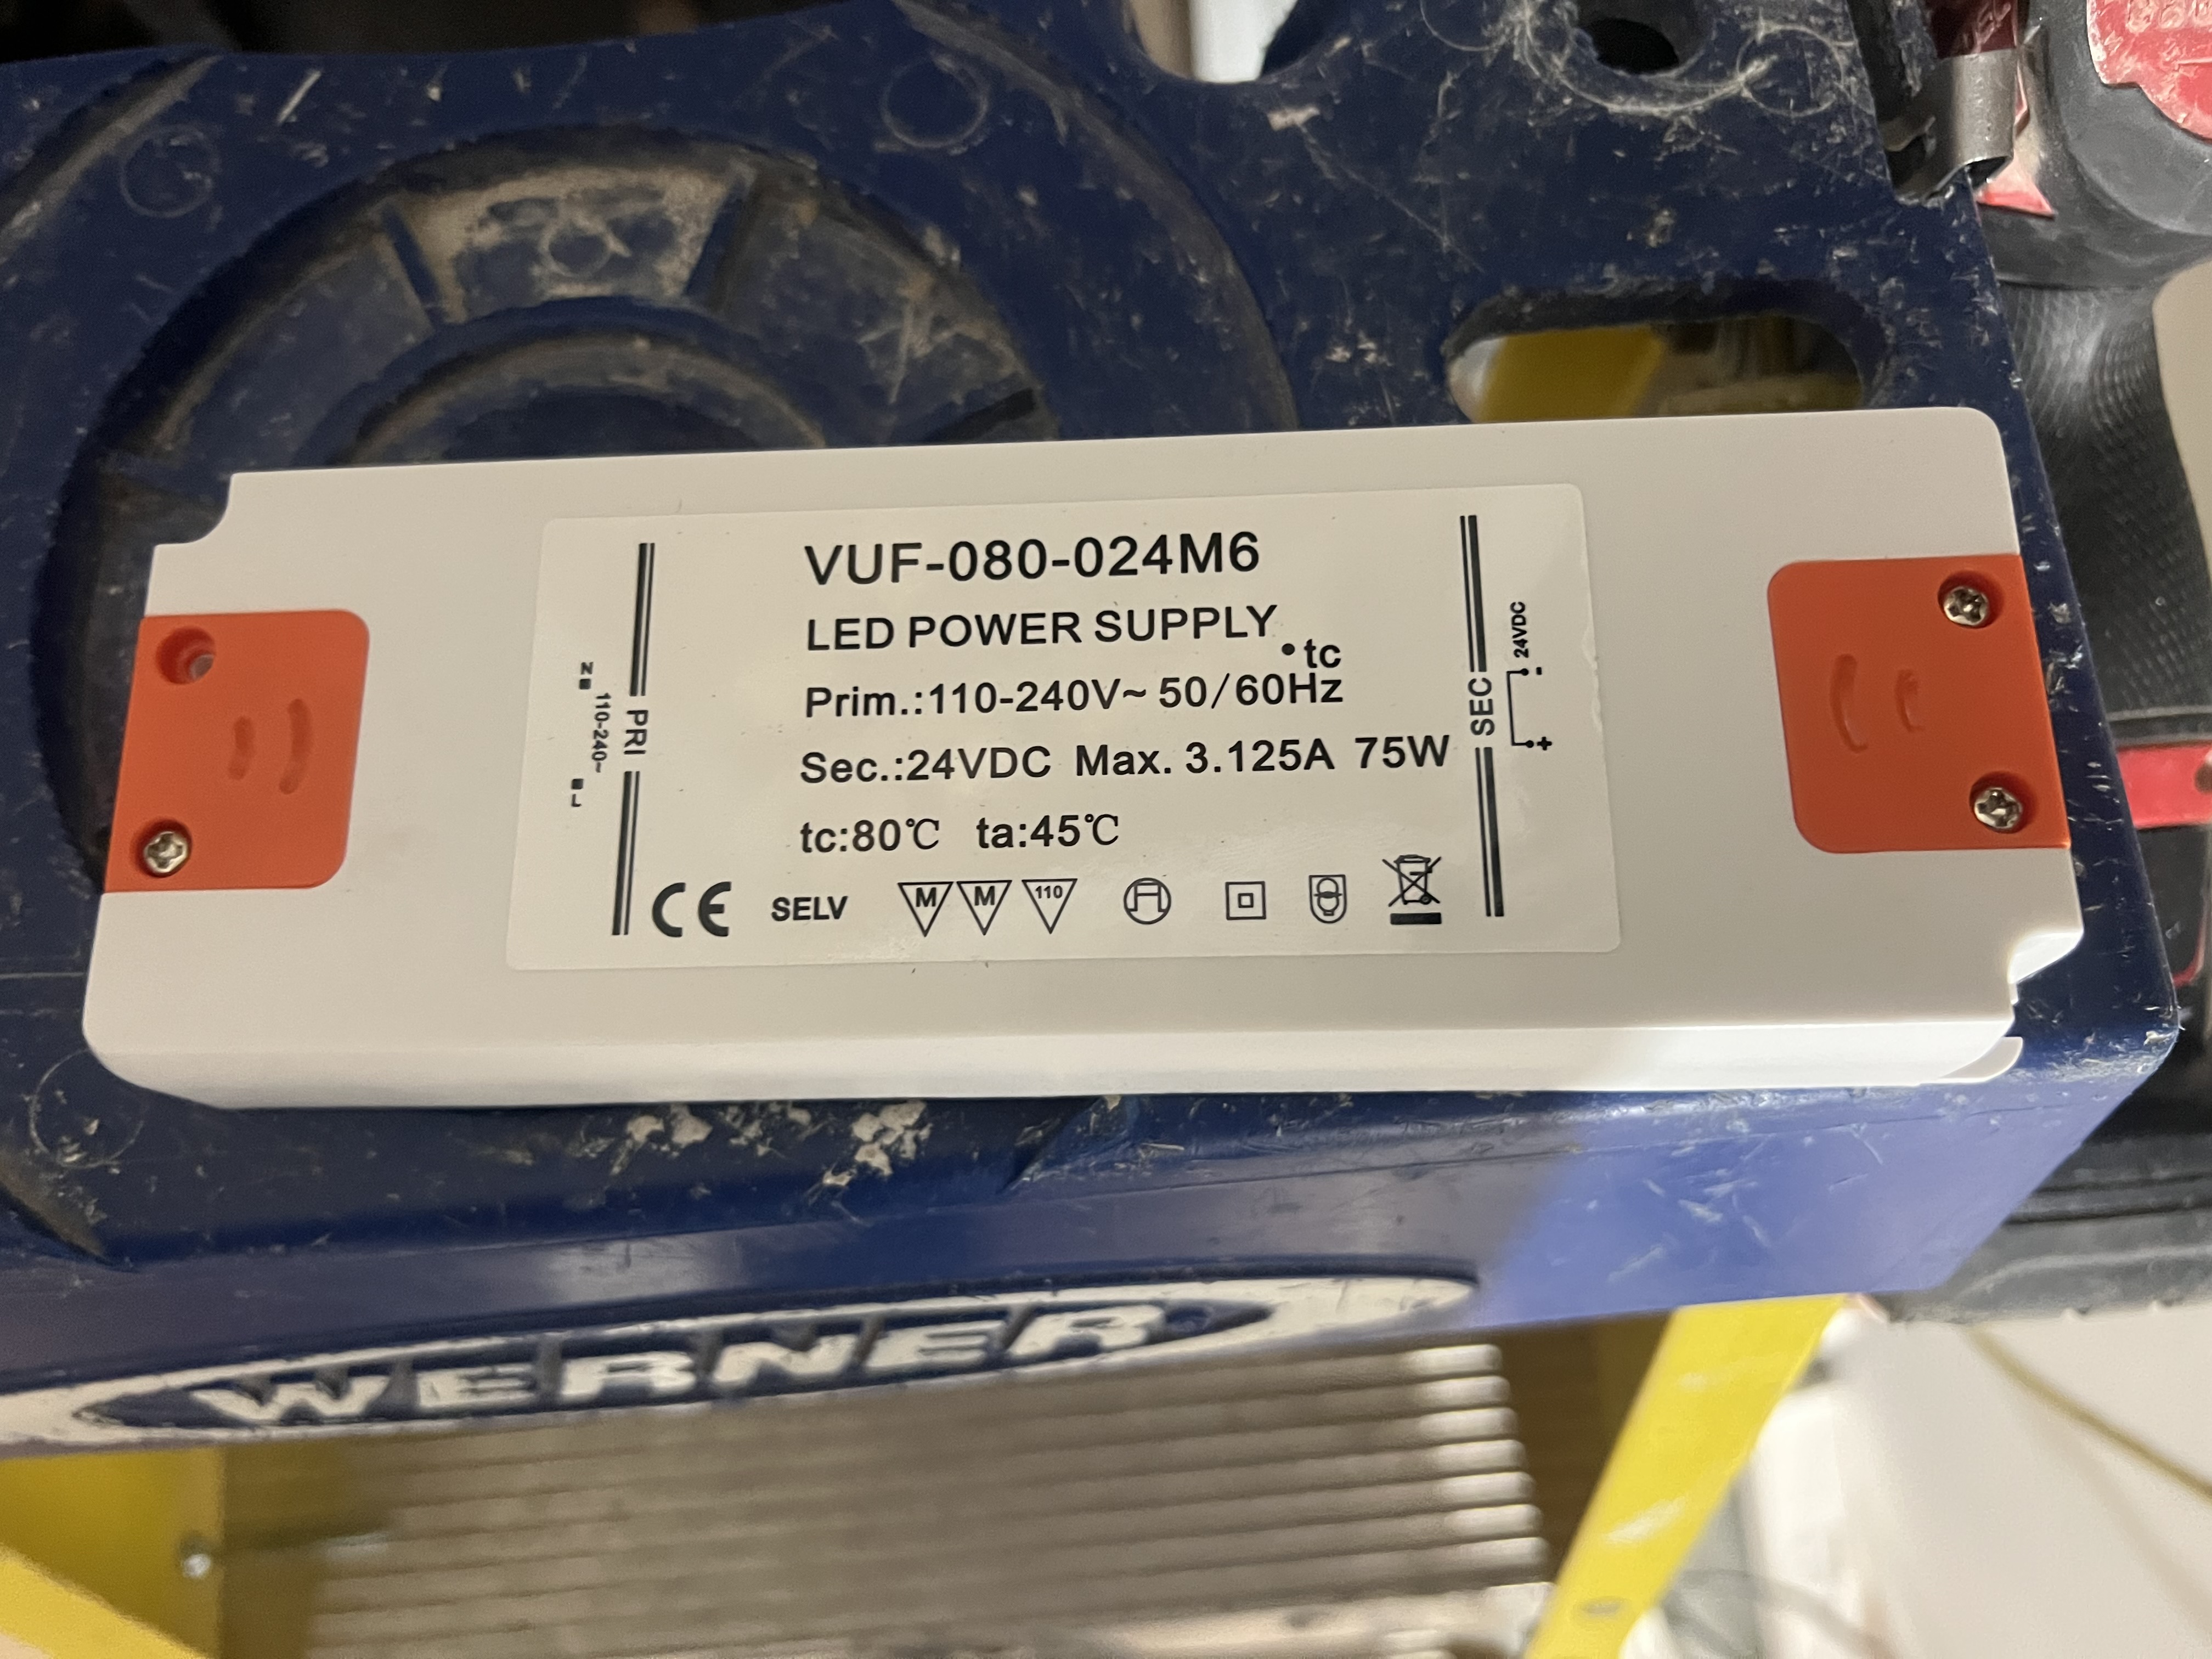 VUF-080-024M6
LED POWER SUPPLY
•tc
Prim.:110-240V~ 50/60Hz
Sec.:24VDC Max. 3.125A 75W
tc:80℃ ta:45℃
CE SELV M M 110
N 110-240~ L
PRI
SEC
24VDC
- +
WERNER